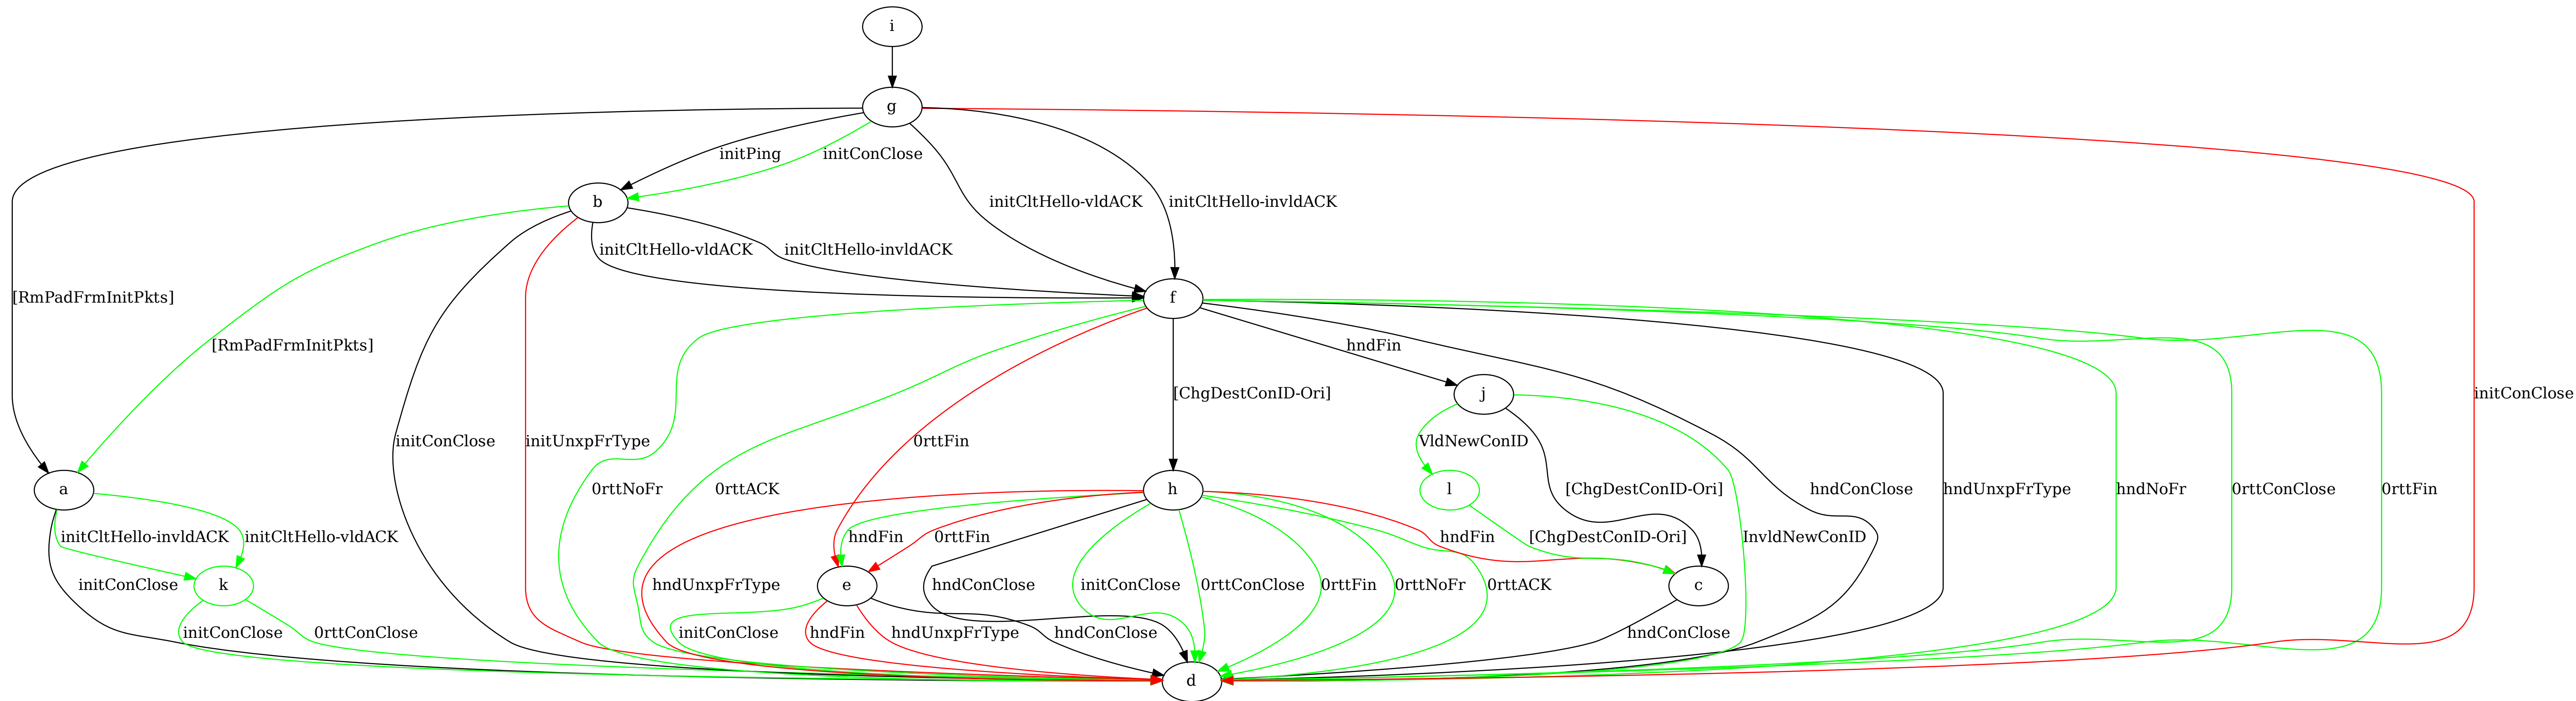 i
g
initPing
initConClose
b
initCltHello-vldACK
initCltHello-invldACK
initCltHello-vldACK
initCltHello-invldACK
[RmPadFrmInitPkts]
f
[RmPadFrmInitPkts]
hndFin
[ChgDestConID-Ori]
j
initConClose
initConClose
initUnxpFrType
0rttFin
VldNewConID
a
0rttNoFr
0rttACK
h
l
[ChgDestConID-Ori]
hndConClose
hndUnxpFrType
hndNoFr
0rttConClose
0rttFin
initCltHello-invldACK
initCltHello-vldACK
hndFin
0rttFin
hndFin
[ChgDestConID-Ori]
InvldNewConID
initConClose
k
hndUnxpFrType
e
hndConClose
initConClose
0rttConClose
0rttFin
0rttNoFr
0rttACK
c
initConClose
0rttConClose
initConClose
hndFin
hndUnxpFrType
hndConClose
hndConClose
d